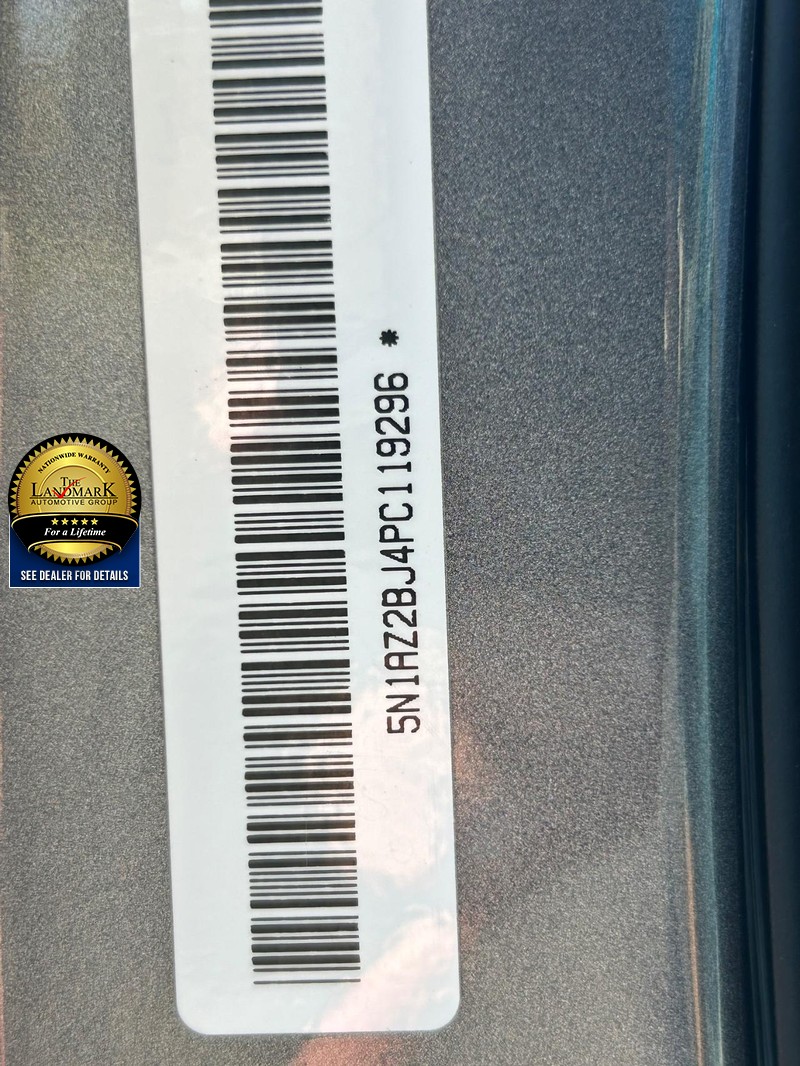 5N1AZ2BJ4PC119296 *
NATIONWIDE WARRANTY
THE
LANDMARK
AUTOMOTIVE GROUP
For a Lifetime
SEE DEALER FOR DETAILS